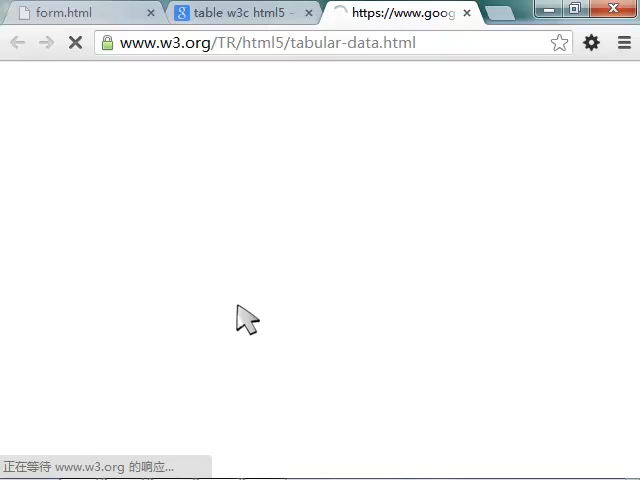 form.html
table w3c html5 -
https://www.goog
www.w3.org/TR/html5/tabular-data.html
正在等待 www.w3.org 的响应...